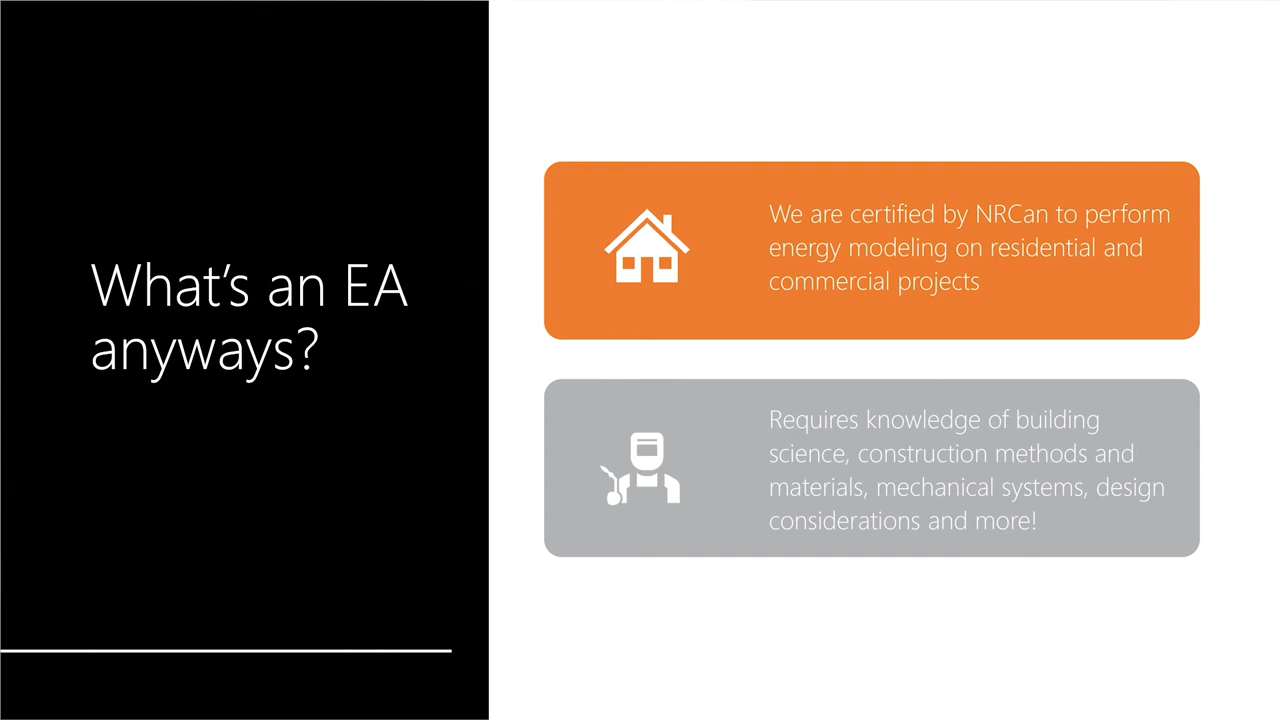 What's an EA
anyways?
We are certified by NRCan to perform
energy modeling on residential and
commercial projects
Requires knowledge of building
science, construction methods and
materials, mechanical systems, design
considerations and more!